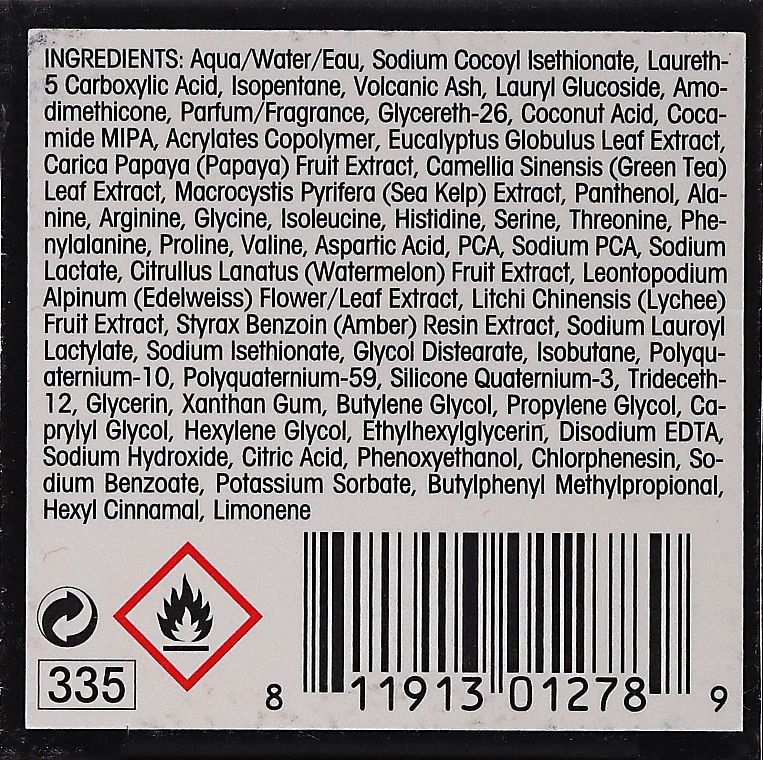 INGREDIENTS: Aqua/Water/Eau, Sodium Cocoyl Isethionate, Laureth-
5 Carboxylic Acid, Isopentane, Volcanic Ash, Lauryl Glucoside, Amo-
dimethicone, Parfum/Fragrance, Glycereth-26, Coconut Acid, Coca-
mide MIPA, Acrylates Copolymer, Eucalyptus Globulus Leaf Extract,
Carica Papaya (Papaya) Fruit Extract, Camellia Sinensis (Green Tea)
Leaf Extract, Macrocystis Pyrifera (Sea Kelp) Extract, Panthenol, Ala-
nine, Arginine, Glycine, Isoleucine, Histidine, Serine, Threonine, Phe-
nylalanine, Proline, Valine, Aspartic Acid, PCA, Sodium PCA, Sodium
Lactate, Citrullus Lanatus (Watermelon) Fruit Extract, Leontopodium
Alpinum (Edelweiss) Flower/Leaf Extract, Litchi Chinensis (Lychee)
Fruit Extract, Styrax Benzoin (Amber) Resin Extract, Sodium Lauroyl
Lactylate, Sodium Isethionate, Glycol Distearate, Isobutane, Polyqu-
aternium-10, Polyquaternium-59, Silicone Quaternium-3, Trideceth-
12, Glycerin, Xanthan Gum, Butylene Glycol, Propylene Glycol, Ca-
prylyl Glycol, Hexylene Glycol, Ethylhexylglycerin, Disodium EDTA,
Sodium Hydroxide, Citric Acid, Phenoxyethanol, Chlorphenesin, So-
dium Benzoate, Potassium Sorbate, Butylphenyl Methylpropional,
Hexyl Cinnamal, Limonene
335
8 11913 01278 9